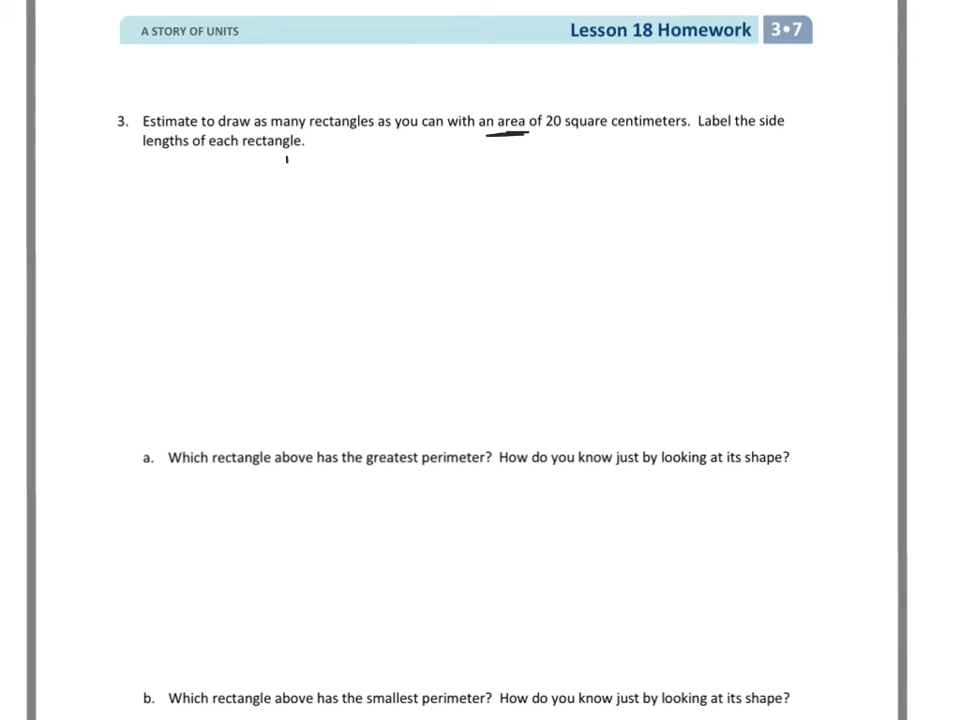 A STORY OF UNITS
Lesson 18 Homework 3•7
3. Estimate to draw as many rectangles as you can with an area of 20 square centimeters. Label the side
lengths of each rectangle.
a. Which rectangle above has the greatest perimeter? How do you know just by looking at its shape?
b. Which rectangle above has the smallest perimeter? How do you know just by looking at its shape?